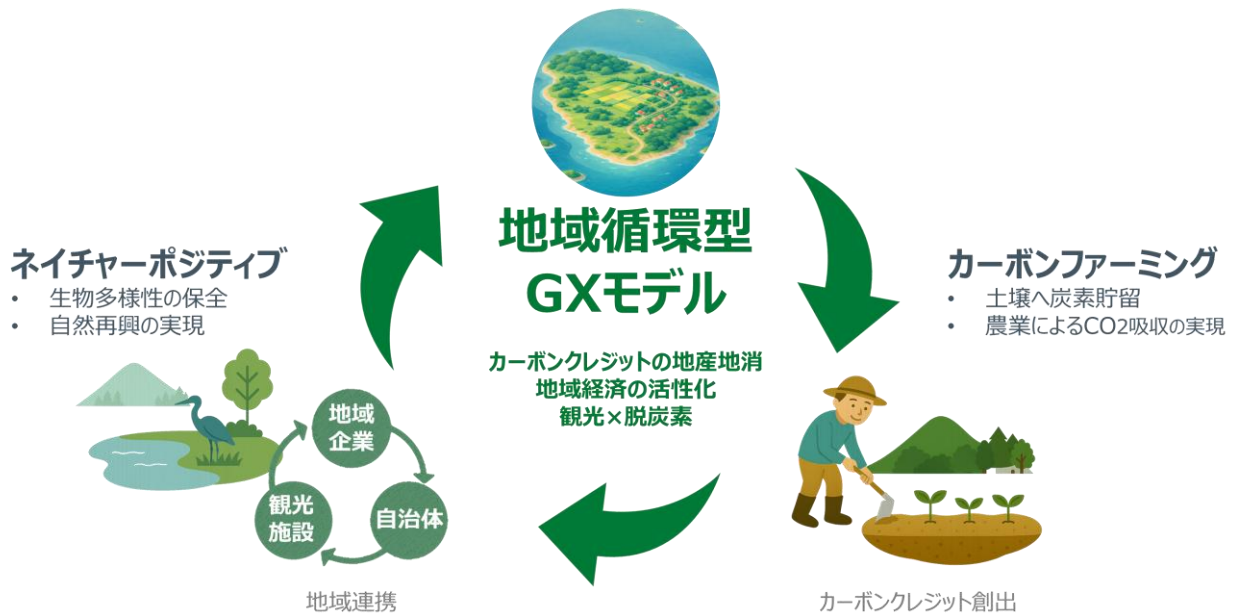 地域循環型
GXモデル
カーボンクレジットの地産地消
地域経済の活性化
観光×脱炭素
ネイチャーポジティブ
• 生物多様性の保全
• 自然再興の実現
地域
企業
観光
施設
自治体
地域連携
カーボンファーミング
• 土壌へ炭素貯留
• 農業によるCO2吸収の実現
カーボンクレジット創出